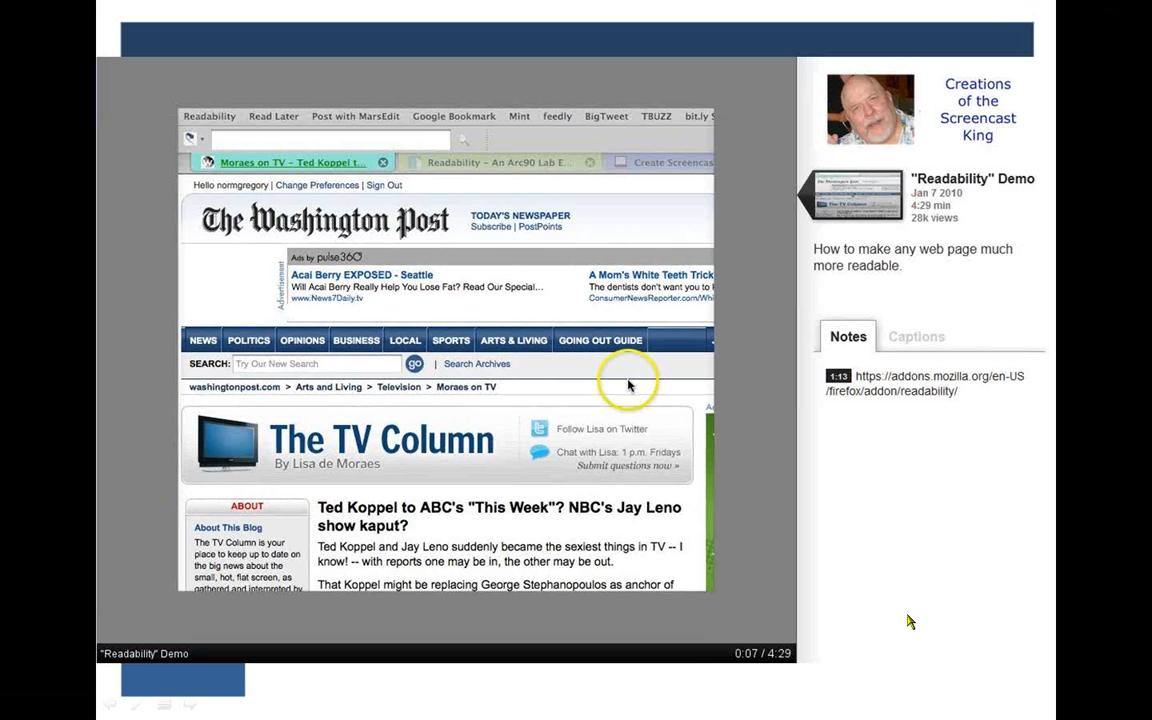 Readability Read Later Post with MarsEdit Google Bookmark Mint feedly BigTweet TBUZZ bit.ly S
Moraes on TV – Ted Koppel t...
Readability – An Arc90 Lab E...
Create Screencas
Hello normgregory | Change Preferences | Sign Out
The Washington Post
TODAY'S NEWSPAPER
Subscribe | PostPoints
Advertisement
Ads by pulse360
Acai Berry EXPOSED - Seattle
Will Acai Berry Really Help You Lose Fat? Read Our Special...
www.News7Daily.tv
A Mom's White Teeth Trick
The dentists don't want you to
ConsumerNewsReporter.com/Whi
NEWS POLITICS OPINIONS BUSINESS LOCAL SPORTS ARTS & LIVING GOING OUT GUIDE
SEARCH: Try Our New Search go | Search Archives
washingtonpost.com > Arts and Living > Television > Moraes on TV
The TV Column
By Lisa de Moraes
Follow Lisa on Twitter
Chat with Lisa: 1 p.m. Fridays
Submit questions now »
ABOUT
About This Blog
The TV Column is your
place to keep up to date on
the big news about the
small, hot, flat screen, as
gathered and interpreted by
Ted Koppel to ABC's "This Week"? NBC's Jay Leno
show kaput?
Ted Koppel and Jay Leno suddenly became the sexiest things in TV -- I
know! -- with reports one may be in, the other may be out.
That Koppel might be replacing George Stephanopoulos as anchor of
"Readability" Demo
0:07 / 4:29
Creations
of the
Screencast
King
"Readability" Demo
Jan 7 2010
4:29 min
28k views
How to make any web page much
more readable.
Notes Captions
1:13 https://addons.mozilla.org/en-US
/firefox/addon/readability/